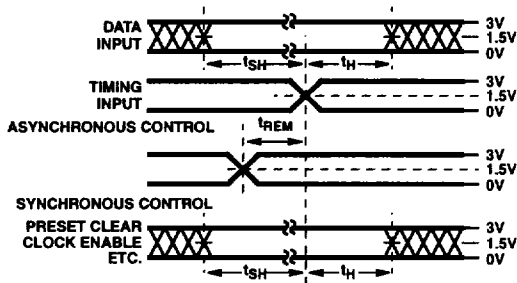 DATA
INPUT
3V
1.5V
0V
tSH
tH
TIMING
INPUT
3V
1.5V
0V
ASYNCHRONOUS CONTROL
tREM
3V
1.5V
0V
SYNCHRONOUS CONTROL
PRESET CLEAR
CLOCK ENABLE
ETC.
3V
1.5V
0V
tSH
tH